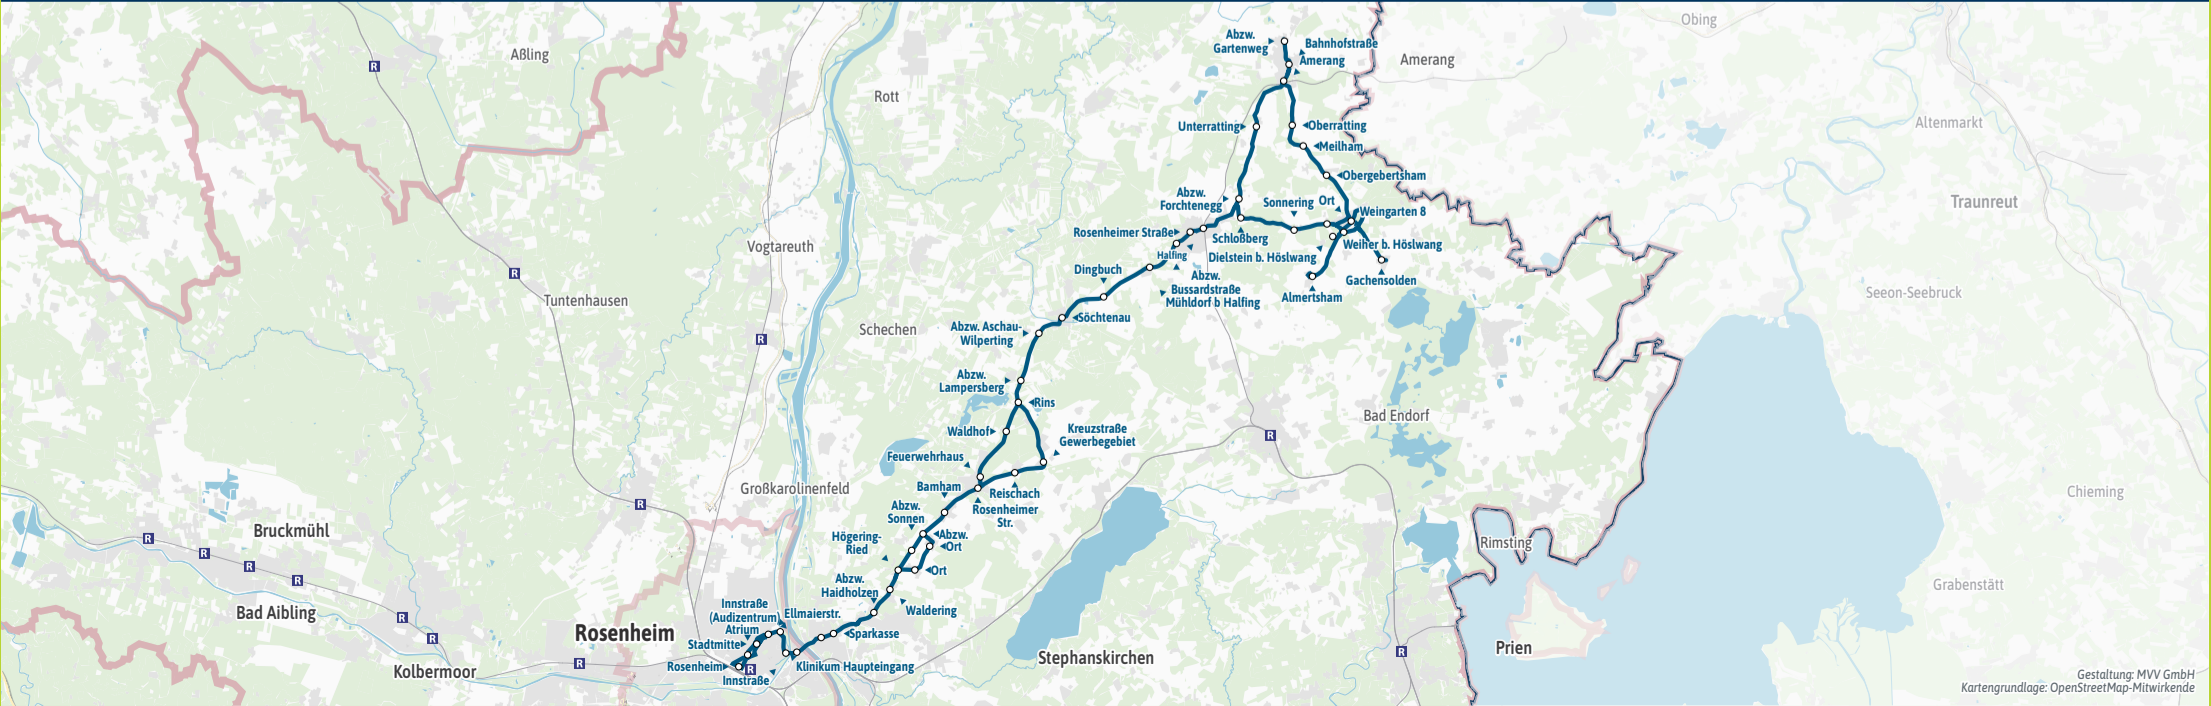 Obing
Abzw.
Gartenweg
Bahnhofstraße
Amerang
Amerang
Aßling
R
Rott
Altenmarkt
Unterratting
Oberratting
Meilham
Obergebertsham
Traunreut
Abzw.
Forchtenegg
Sonnering
Ort
Weingarten 8
Rosenheimer Straße
Schloßberg
Weiher b. Höslwang
Vogtareuth
Halfing
Dielstein b. Höslwang
Dingbuch
Abzw.
Bussardstraße
Mühldorf b Halfing
Gachensolden
Almertsham
R
Tuntenhausen
Seeon-Seebruck
Söchtenau
Schechen
Abzw. Aschau-
Wilperting
R
Abzw.
Lampersberg
Rins
Bad Endorf
Waldhof
Kreuzstraße
Gewerbegebiet
R
Feuerwehrhaus
Großkarolinenfeld
Bamham
Reischach
Rosenheimer
Str.
Chieming
R
Abzw.
Sonnen
Bruckmühl
R
R
R
R
Högering-
Ried
Abzw.
Ort
Ort
Rimsting
Abzw.
Haidholzen
Grabenstätt
Waldering
Bad Aibling
R
R
Innstraße
(Audizentrum)
Atrium
Ellmaierstr.
Rosenheim
Stadtmitte
Sparkasse
Prien
R
Stephanskirchen
Kolbermoor
R
Rosenheim
R
Klinikum Haupteingang
Innstraße
Gestaltung: MVV GmbH
Kartengrundlage: OpenStreetMap-Mitwirkende